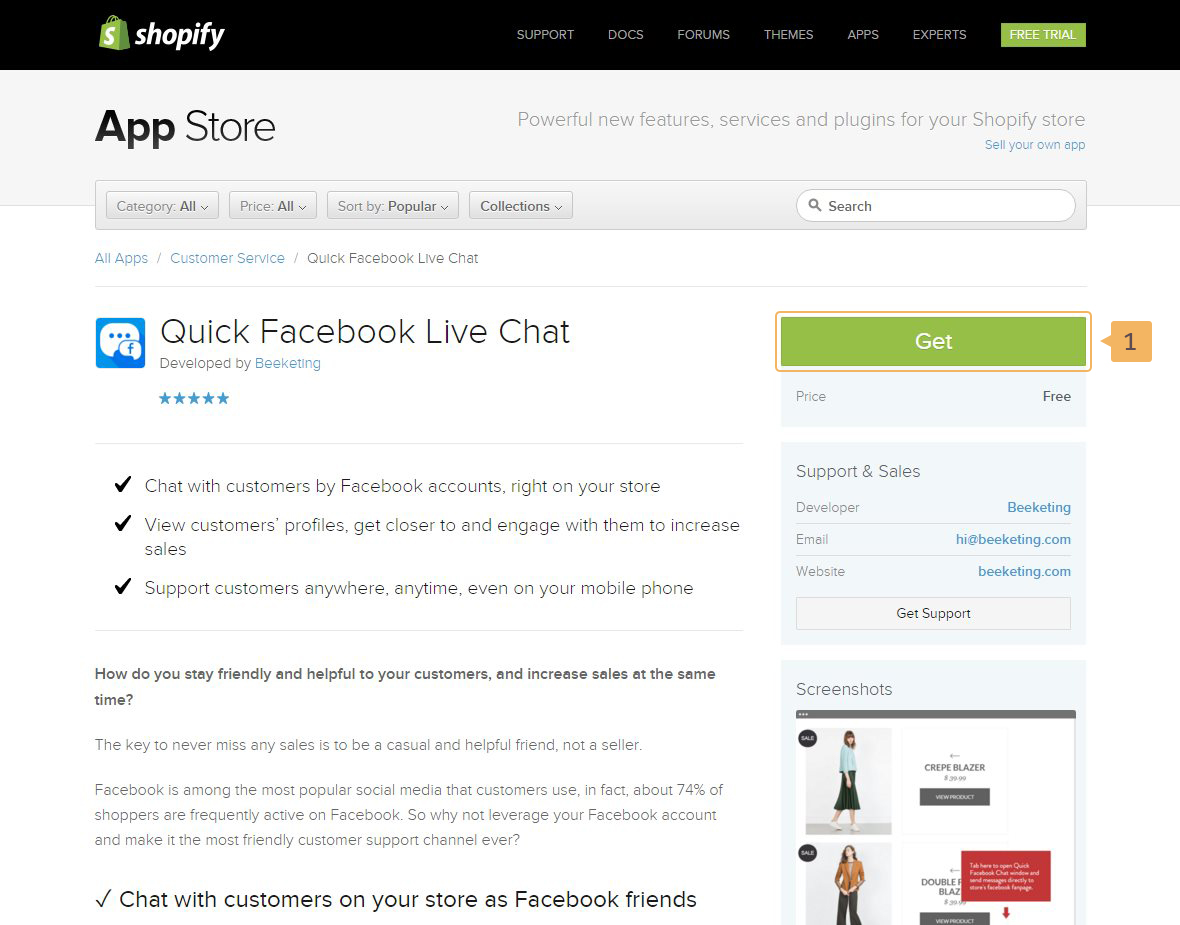 shopify
SUPPORT DOCS FORUMS THEMES APPS EXPERTS FREE TRIAL
App Store
Powerful new features, services and plugins for your Shopify store
Sell your own app
Category: All Price: All Sort by: Popular Collections Search
All Apps / Customer Service / Quick Facebook Live Chat
Quick Facebook Live Chat
Developed by Beeketing
Get
1
Price Free
✔ Chat with customers by Facebook accounts, right on your store
✔ View customers’ profiles, get closer to and engage with them to increase
sales
✔ Support customers anywhere, anytime, even on your mobile phone
Support & Sales
Developer Beeketing
Email hi@beeketing.com
Website beeketing.com
Get Support
How do you stay friendly and helpful to your customers, and increase sales at the same
time?
The key to never miss any sales is to be a casual and helpful friend, not a seller.
Facebook is among the most popular social media that customers use, in fact, about 74% of
shoppers are frequently active on Facebook. So why not leverage your Facebook account
and make it the most friendly customer support channel ever?
✓ Chat with customers on your store as Facebook friends
Screenshots
SALE
CREPE BLAZER
$ 39.99
VIEW PRODUCT
SALE
DOUBLE F
BLAZ
$ 39.99
VIEW PRODUCT
Tab here to open Quick
Facebook Chat window and
send messages directly to
store's facebook fanpage.